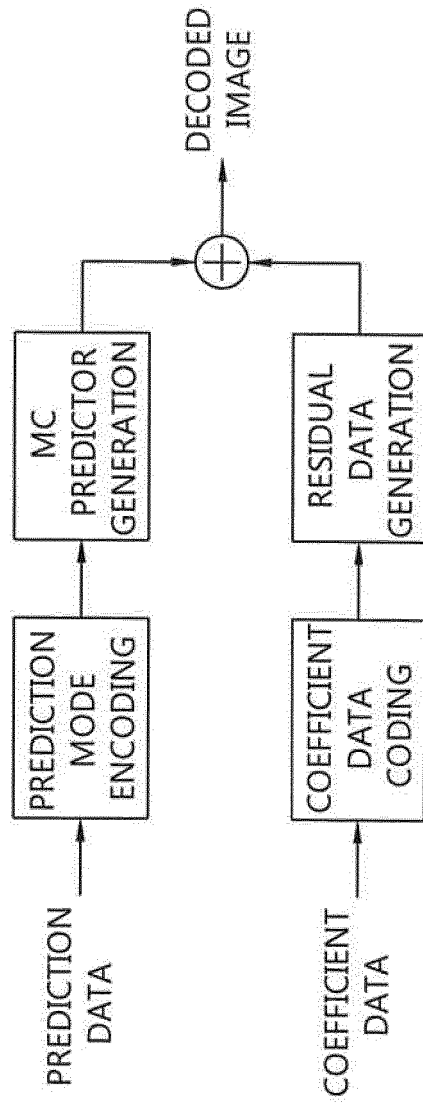 PREDICTION
DATA
PREDICTION
MODE
ENCODING
MC
PREDICTOR
GENERATION
DECODED
IMAGE
COEFFICIENT
DATA
COEFFICIENT
DATA
CODING
RESIDUAL
DATA
GENERATION